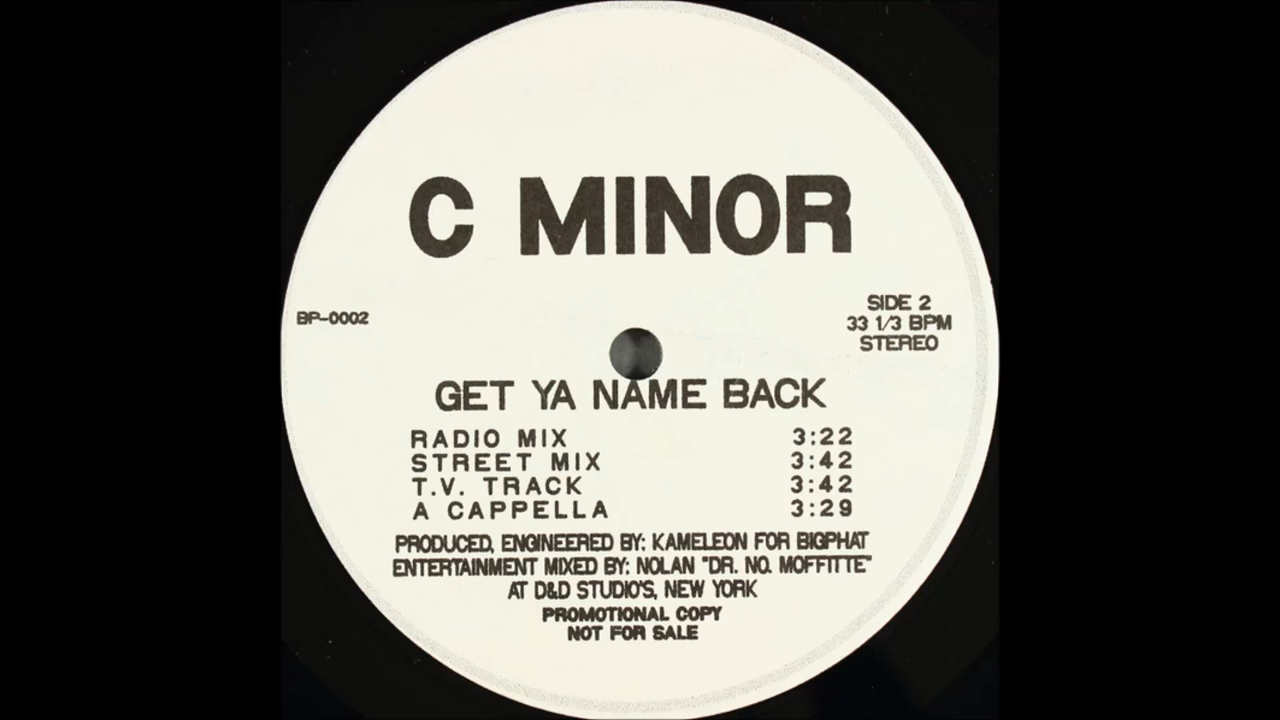 C MINOR
BP-0002
SIDE 2
33 1/3 BPM
STEREO
GET YA NAME BACK
RADIO MIX 3:22
STREET MIX 3:42
T.V. TRACK 3:42
A CAPPELLA 3:29
PRODUCED, ENGINEERED BY: KAMELEON FOR BIGPHAT
ENTERTAINMENT MIXED BY: NOLAN "DR. NO. MOFFITTE"
AT D&D STUDIO'S, NEW YORK
PROMOTIONAL COPY
NOT FOR SALE